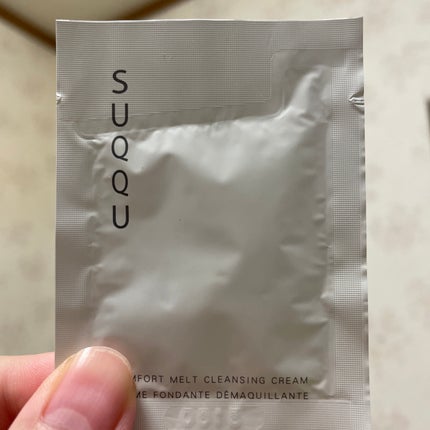 SUQQU
MFORT MELT CLEANSING CREAM
ME FONDANTE DÉMAQUILLANTE